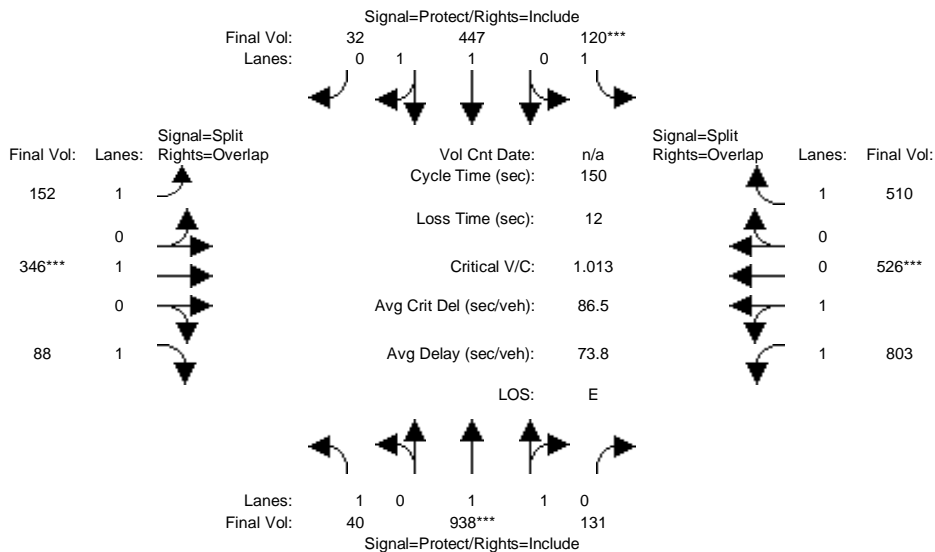 Signal=Protect/Rights=Include
Final Vol: 32 447 120***
Lanes: 0 1 1 0 1
Signal=Split Signal=Split
Final Vol: Lanes: Rights=Overlap Vol Cnt Date: n/a Rights=Overlap Lanes: Final Vol:
Cycle Time (sec): 150
152 1 1 510
Loss Time (sec): 12
0 0
346*** 1 Critical V/C: 1.013 0 526***
0 Avg Crit Del (sec/veh): 86.5 1
88 1 Avg Delay (sec/veh): 73.8 1 803
LOS: E
Lanes: 1 0 1 1 0
Final Vol: 40 938*** 131
Signal=Protect/Rights=Include